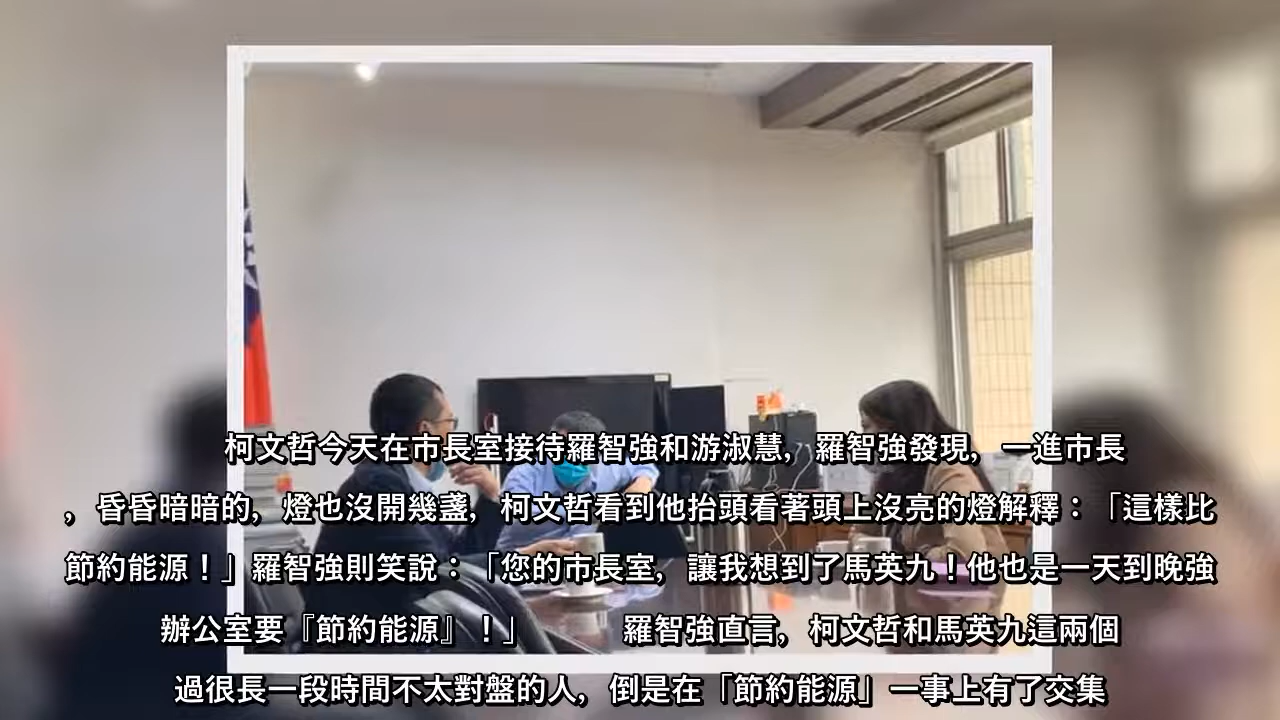 柯文哲今天在市長室接待羅智強和游淑慧，羅智強發現，一進市長
，昏昏暗暗的，燈也沒開幾盞，柯文哲看到他抬頭看著頭上沒亮的燈解釋：「這樣比
節約能源！」羅智強則笑說：「您的市長室，讓我想到了馬英九！他也是一天到晚強
辦公室要『節約能源』！」　　　羅智強直言，柯文哲和馬英九這兩個
過很長一段時間不太對盤的人，倒是在「節約能源」一事上有了交集